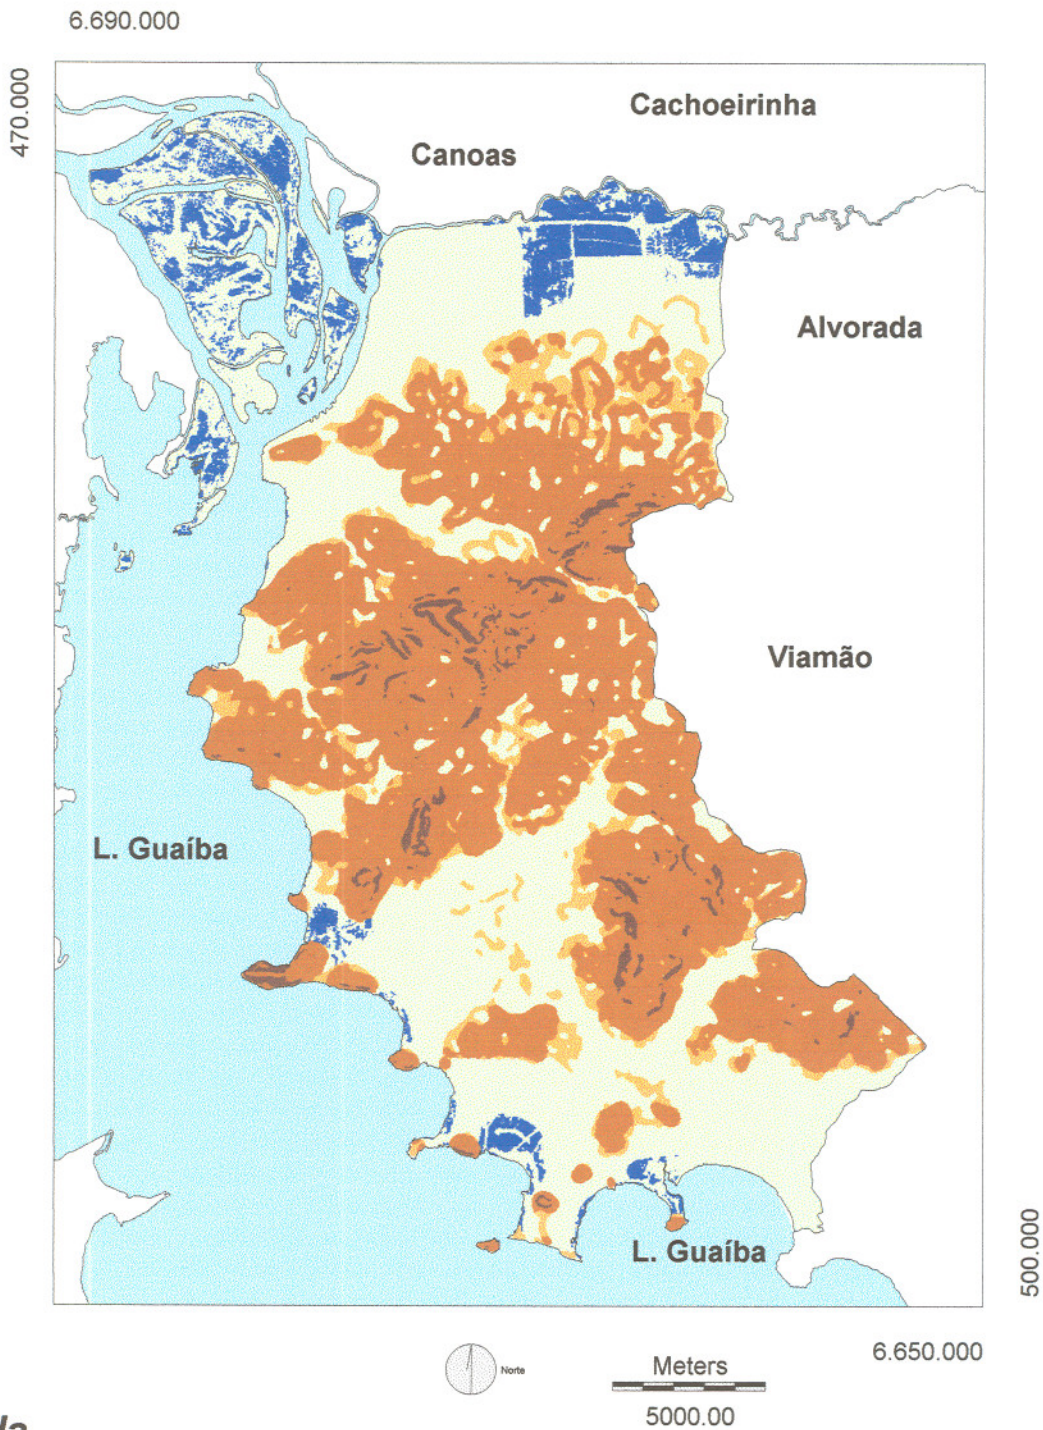 6.690.000
470.000
Cachoeirinha
Canoas
Alvorada
Viamão
L. Guaíba
L. Guaíba
500.000
6.650.000
Norte
Meters
5000.00